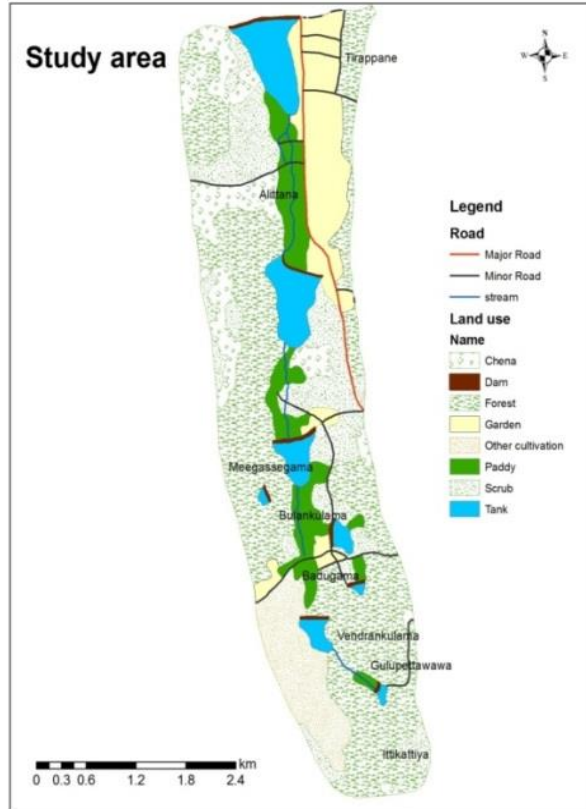 Study area
N
W E
S
Tirappane
Alittana
Legend
Road
Major Road
Minor Road
stream
Land use
Name
Chena
Dam
Forest
Garden
Other cultivation
Paddy
Scrub
Tank
Meegassegama
Bulankulama
Badugama
Vendrankulama
Gulupettawawa
Ittikattiya
km
0 0.3 0.6 1.2 1.8 2.4